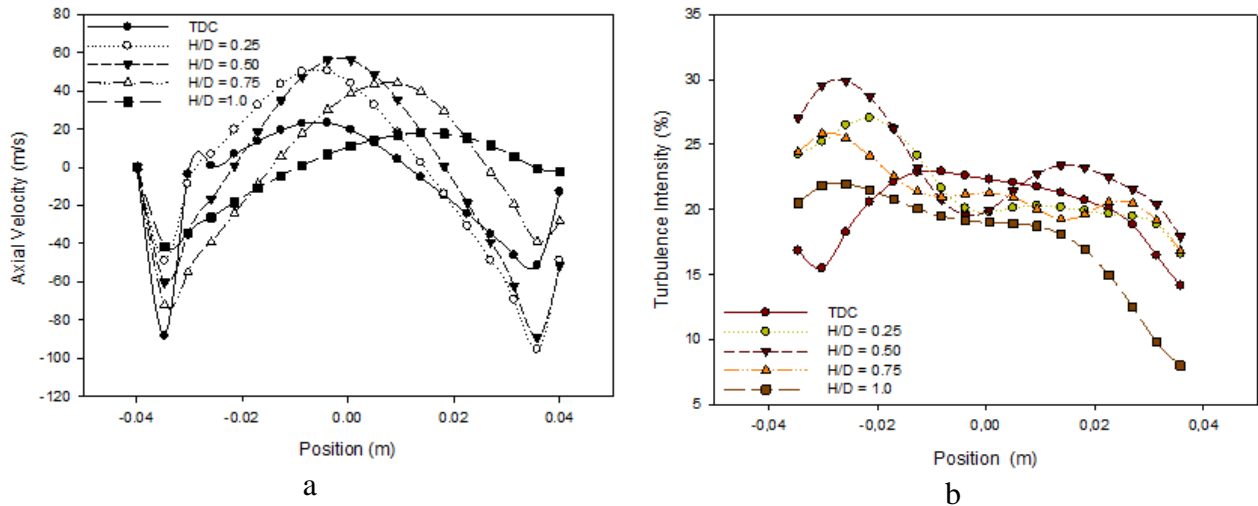 80
60
40
20
0
-20
-40
-60
-80
-100
-120
Axial Velocity (m/s)
TDC
H/D = 0.25
H/D = 0.50
H/D = 0.75
H/D =1.0
-0.04
-0.02
0.00
0.02
0.04
Position (m)
a
35
30
25
20
15
10
5
Turbulence Intensity (%)
TDC
H/D = 0.25
H/D = 0.50
H/D = 0.75
H/D = 1.0
-0,04
-0,02
0,00
0,02
0,04
Position (m)
b